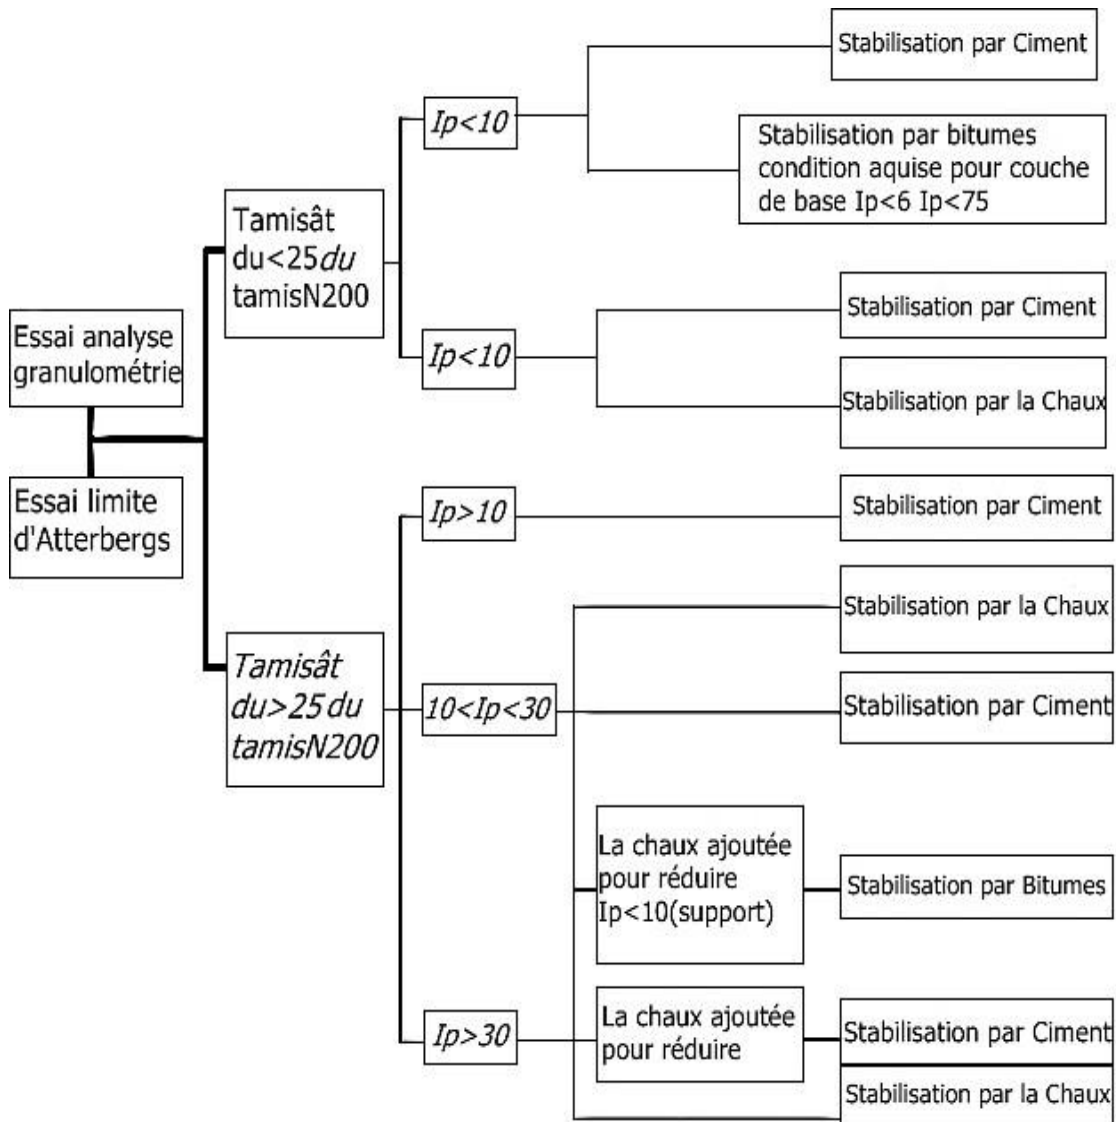 Essai analyse
granulométrie
Essai limite
d'Atterbergs
Tamisât
du<25du
tamisN200
Ip<10
Stabilisation par Ciment
Stabilisation par bitumes
condition aquise pour couche
de base Ip<6 Ip<75
Ip<10
Stabilisation par Ciment
Stabilisation par la Chaux
Tamisât
du>25du
tamisN200
Ip>10
Stabilisation par Ciment
10<Ip<30
Stabilisation par la Chaux
Stabilisation par Ciment
La chaux ajoutée
pour réduire
Ip<10(support)
Stabilisation par Bitumes
Ip>30
La chaux ajoutée
pour réduire
Stabilisation par Ciment
Stabilisation par la Chaux